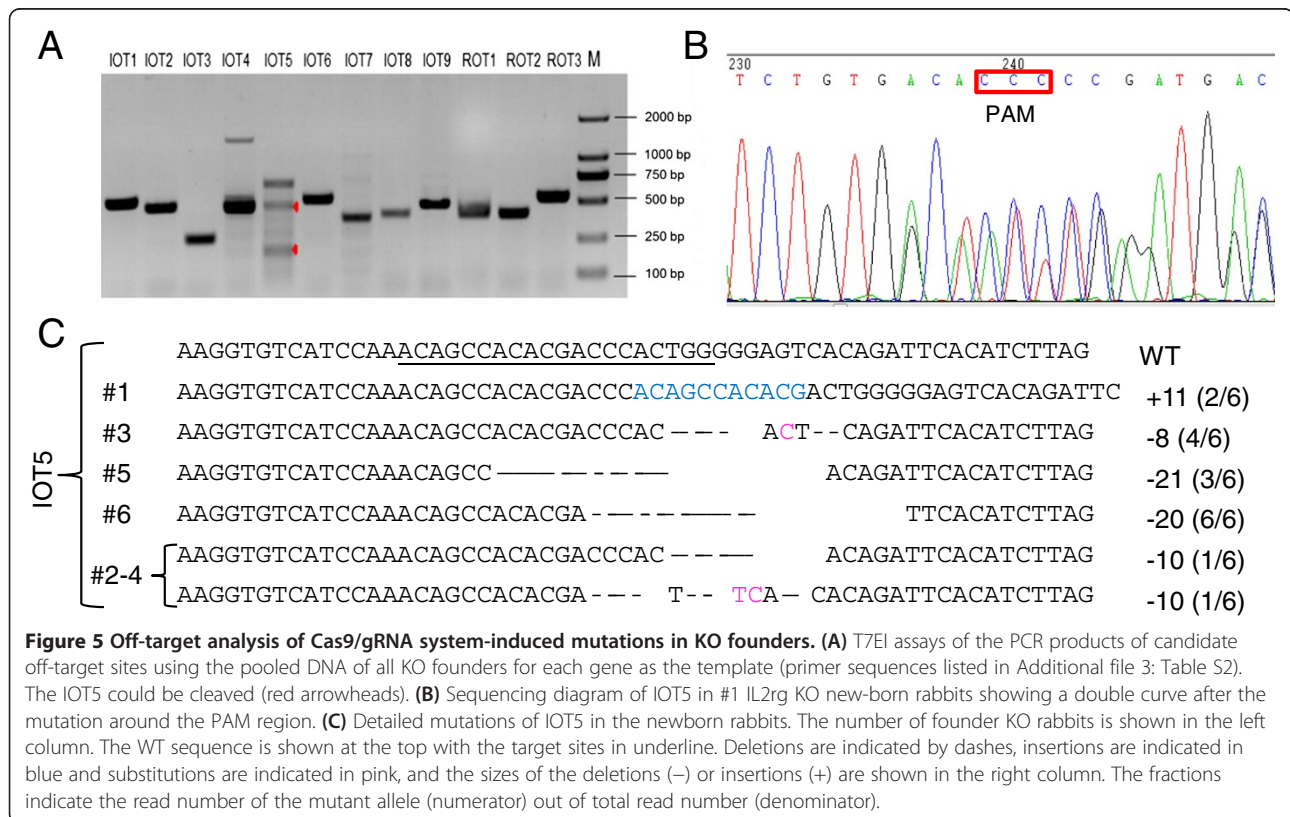 A
IOT1 IOT2 IOT3 IOT4 IOT5 IOT6 IOT7 IOT8 IOT9 ROT1 ROT2 ROT3 M
2000 bp
1000 bp
750 bp
500 bp
250 bp
100 bp
B
230 240
T C T G T G A C A C C C C C G A T G A C
PAM
C
IOT5
AAGGTGTCATCCAAACAGCCACACGACCCACTGGGGGAGTCACAGATTCACATCTTAG WT
#1 AAGGTGTCATCCAAACAGCCACACGACCCACAGCCACACGACTGGGGGAGTCACAGATTC +11 (2/6)
#3 AAGGTGTCATCCAAACAGCCACACGACCCAC –--- ACT--CAGATTCACATCTTAG -8 (4/6)
#5 AAGGTGTCATCCAAACAGCC————------— ACAGATTCACATCTTAG -21 (3/6)
#6 AAGGTGTCATCCAAACAGCCACACGA————------— TTCACATCTTAG -20 (6/6)
#2-4 AAGGTGTCATCCAAACAGCCACACGACCCAC —----- ACAGATTCACATCTTAG -10 (1/6)
AAGGTGTCATCCAAACAGCCACACGA---- T-- TCA— CACAGATTCACATCTTAG -10 (1/6)
Figure 5 Off-target analysis of Cas9/gRNA system-induced mutations in KO founders. (A) T7EI assays of the PCR products of candidate
off-target sites using the pooled DNA of all KO founders for each gene as the template (primer sequences listed in Additional file 3: Table S2).
The IOT5 could be cleaved (red arrowheads). (B) Sequencing diagram of IOT5 in #1 IL2rg KO new-born rabbits showing a double curve after the
mutation around the PAM region. (C) Detailed mutations of IOT5 in the newborn rabbits. The number of founder KO rabbits is shown in the left
column. The WT sequence is shown at the top with the target sites in underline. Deletions are indicated by dashes, insertions are indicated in
blue and substitutions are indicated in pink, and the sizes of the deletions (−) or insertions (+) are shown in the right column. The fractions
indicate the read number of the mutant allele (numerator) out of total read number (denominator).